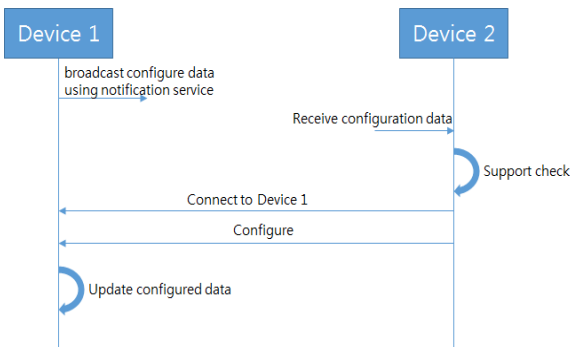 Device 1
Device 2
broadcast configure data
using notification service
Receive configuration data
Support check
Connect to Device 1
Configure
Update configured data